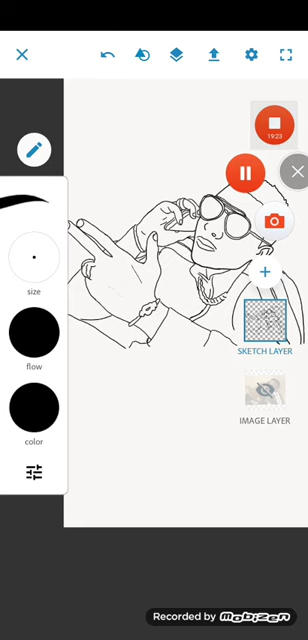 19:23
size
flow
color
SKETCH LAYER
IMAGE LAYER
Recorded by mobizen